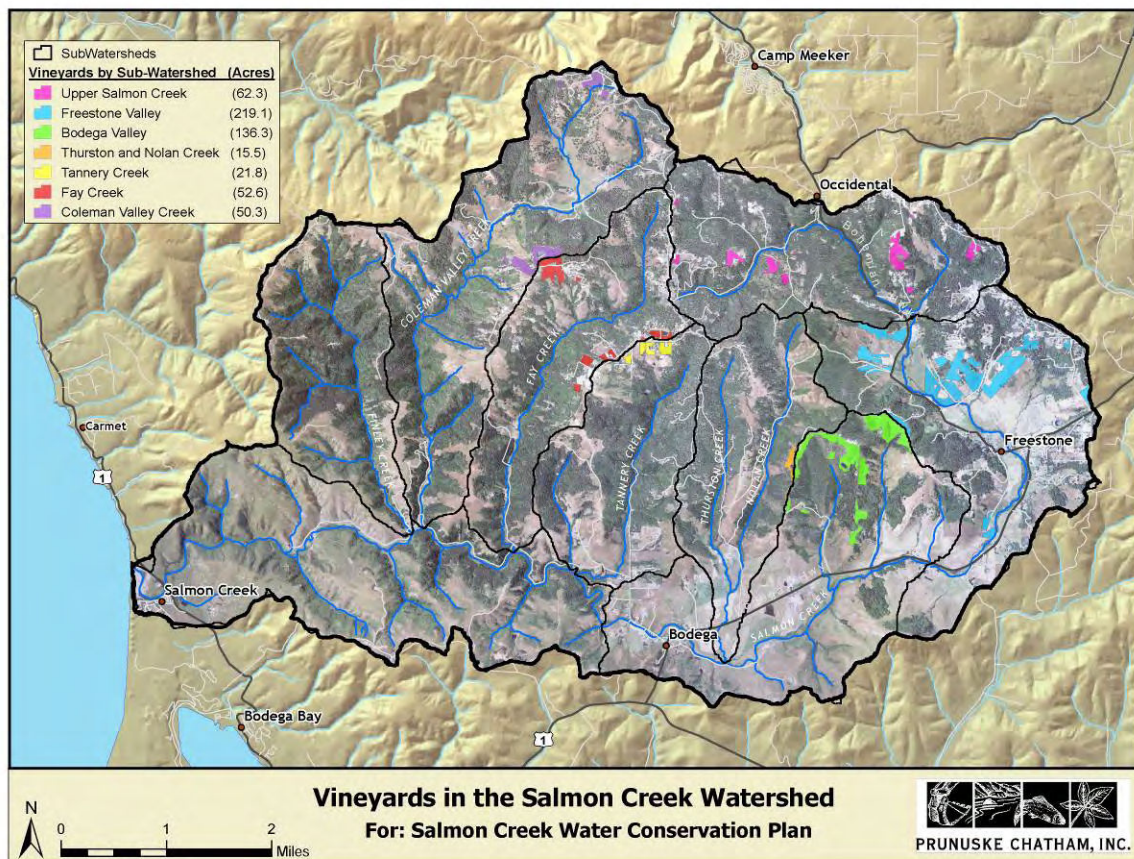 SubWatersheds
Vineyards by Sub-Watershed (Acres)
Upper Salmon Creek (62.3)
Freestone Valley (219.1)
Bodega Valley (136.3)
Thurston and Nolan Creek (15.5)
Tannery Creek (21.8)
Fay Creek (52.6)
Coleman Valley Creek (50.3)
Camp Meeker
Occidental
Bohemian
COLEMAN VALLEY CREEK
FAY CREEK
FINLEY CREEK
TANNERY CREEK
THURSTON CREEK
NOLAN CREEK
Carmet
1
Freestone
Salmon Creek
SALMON CREEK
Bodega
Bodega Bay
1
Vineyards in the Salmon Creek Watershed
For: Salmon Creek Water Conservation Plan
N
0 1 2
Miles
PRUNUSKE CHATHAM, INC.